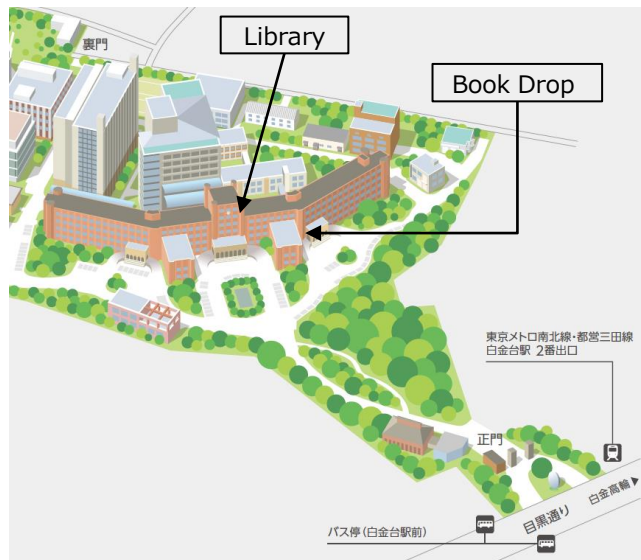 Library
裏門
Book Drop
東京メトロ南北線・都営三田線
白金台駅 2番出口
正門
白金高輪▶
目黒通り
バス停(白金台駅前)